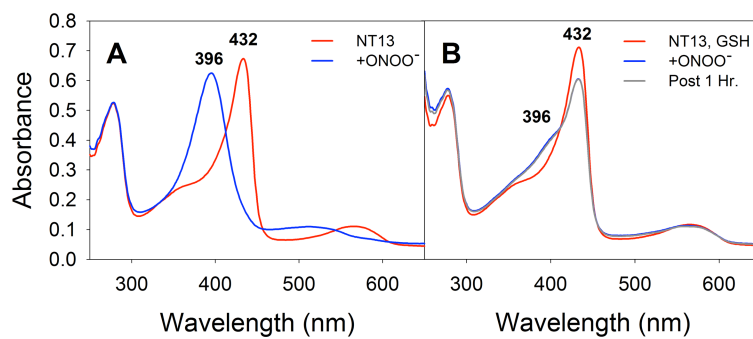 0.8
0.7
0.6
0.5
0.4
0.3
0.2
0.1
0.0
Absorbance
A
396
432
NT13
+ONOO⁻
300 400 500 600
Wavelength (nm)
B
396
432
NT13, GSH
+ONOO⁻
Post 1 Hr.
300 400 500 600
Wavelength (nm)